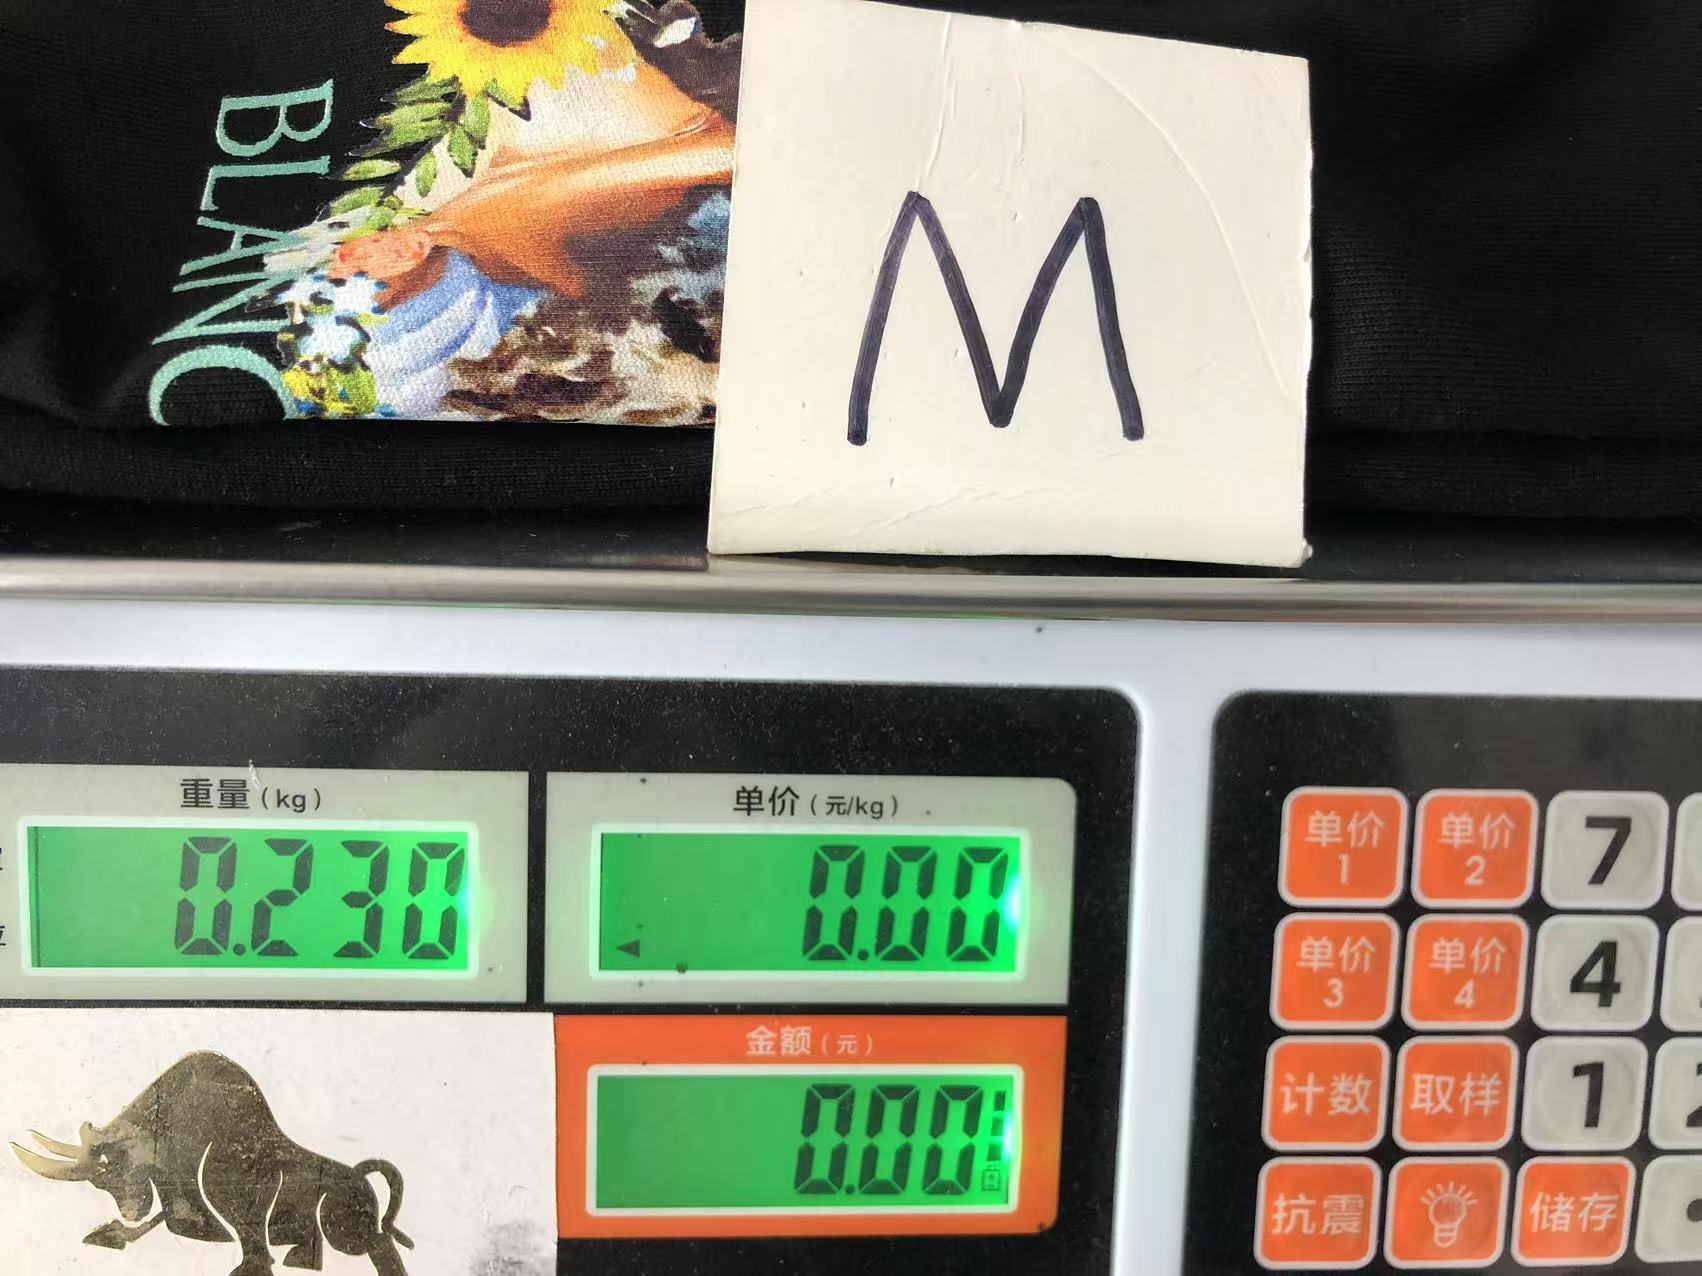 BLANC
M
重量(kg)
0.230
单价(元/kg)
0.00
金额(元)
0.00
单价
1
单价
2
7
单价
3
单价
4
4
计数
取样
1
抗震
储存